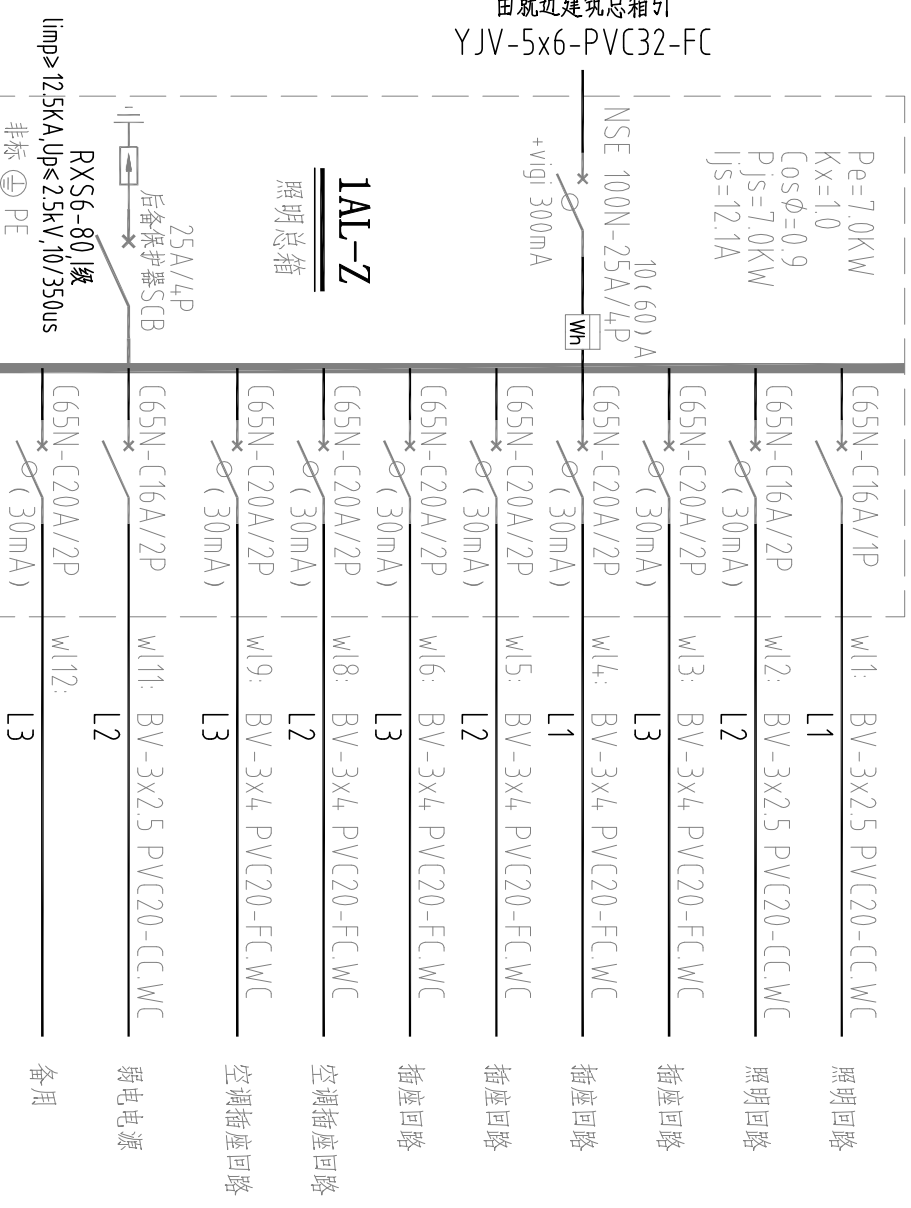 由就近建筑总箱引
YJV-5x6-PVC32-FC
Pe=7.0KW
Kx=1.0
CosØ=0.9
Pjs=7.0KW
Ijs=12.1A
NSE 100N-25A/4P
+vigi 300mA
10(60)A
Wh
1AL-Z
照明总箱
25A/4P
后备保护器SCB
RXS6-80,I级
Iimp≥12.5KA,Up≤2.5kV,10/350us
非标 PE
C65N-C16A/1P wl1: BV-3x2.5 PVC20-CC.WC 照明回路
L1
C65N-C16A/2P wl2: BV-3x2.5 PVC20-CC.WC 照明回路
(30mA) L2
C65N-C20A/2P wl3: BV-3x4 PVC20-FC.WC 插座回路
(30mA) L3
C65N-C20A/2P wl4: BV-3x4 PVC20-FC.WC 插座回路
(30mA) L1
C65N-C20A/2P wl5: BV-3x4 PVC20-FC.WC 插座回路
(30mA) L2
C65N-C20A/2P wl6: BV-3x4 PVC20-FC.WC 插座回路
(30mA) L3
C65N-C20A/2P wl8: BV-3x4 PVC20-FC.WC 空调插座回路
(30mA) L2
C65N-C20A/2P wl9: BV-3x4 PVC20-FC.WC 空调插座回路
(30mA) L3
C65N-C16A/2P wl11: BV-3x2.5 PVC20-CC.WC 弱电电源
L2
C65N-C20A/2P wl12: 备用
(30mA) L3